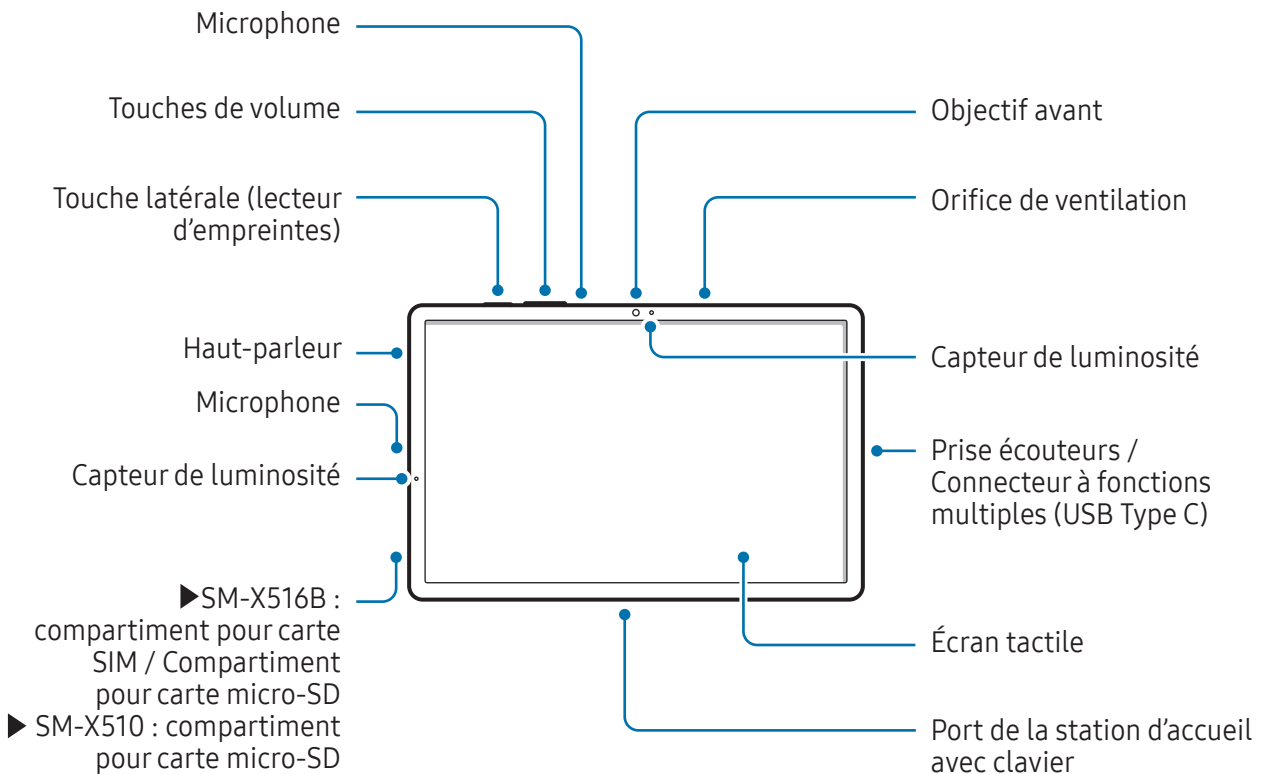 Microphone
Touches de volume
Touche latérale (lecteur
d'empreintes)
Haut-parleur
Microphone
Capteur de luminosité
▶SM-X516B :
compartiment pour carte
SIM / Compartiment
pour carte micro-SD
▶ SM-X510 : compartiment
pour carte micro-SD
Objectif avant
Orifice de ventilation
Capteur de luminosité
Prise écouteurs /
Connecteur à fonctions
multiples (USB Type C)
Écran tactile
Port de la station d'accueil
avec clavier